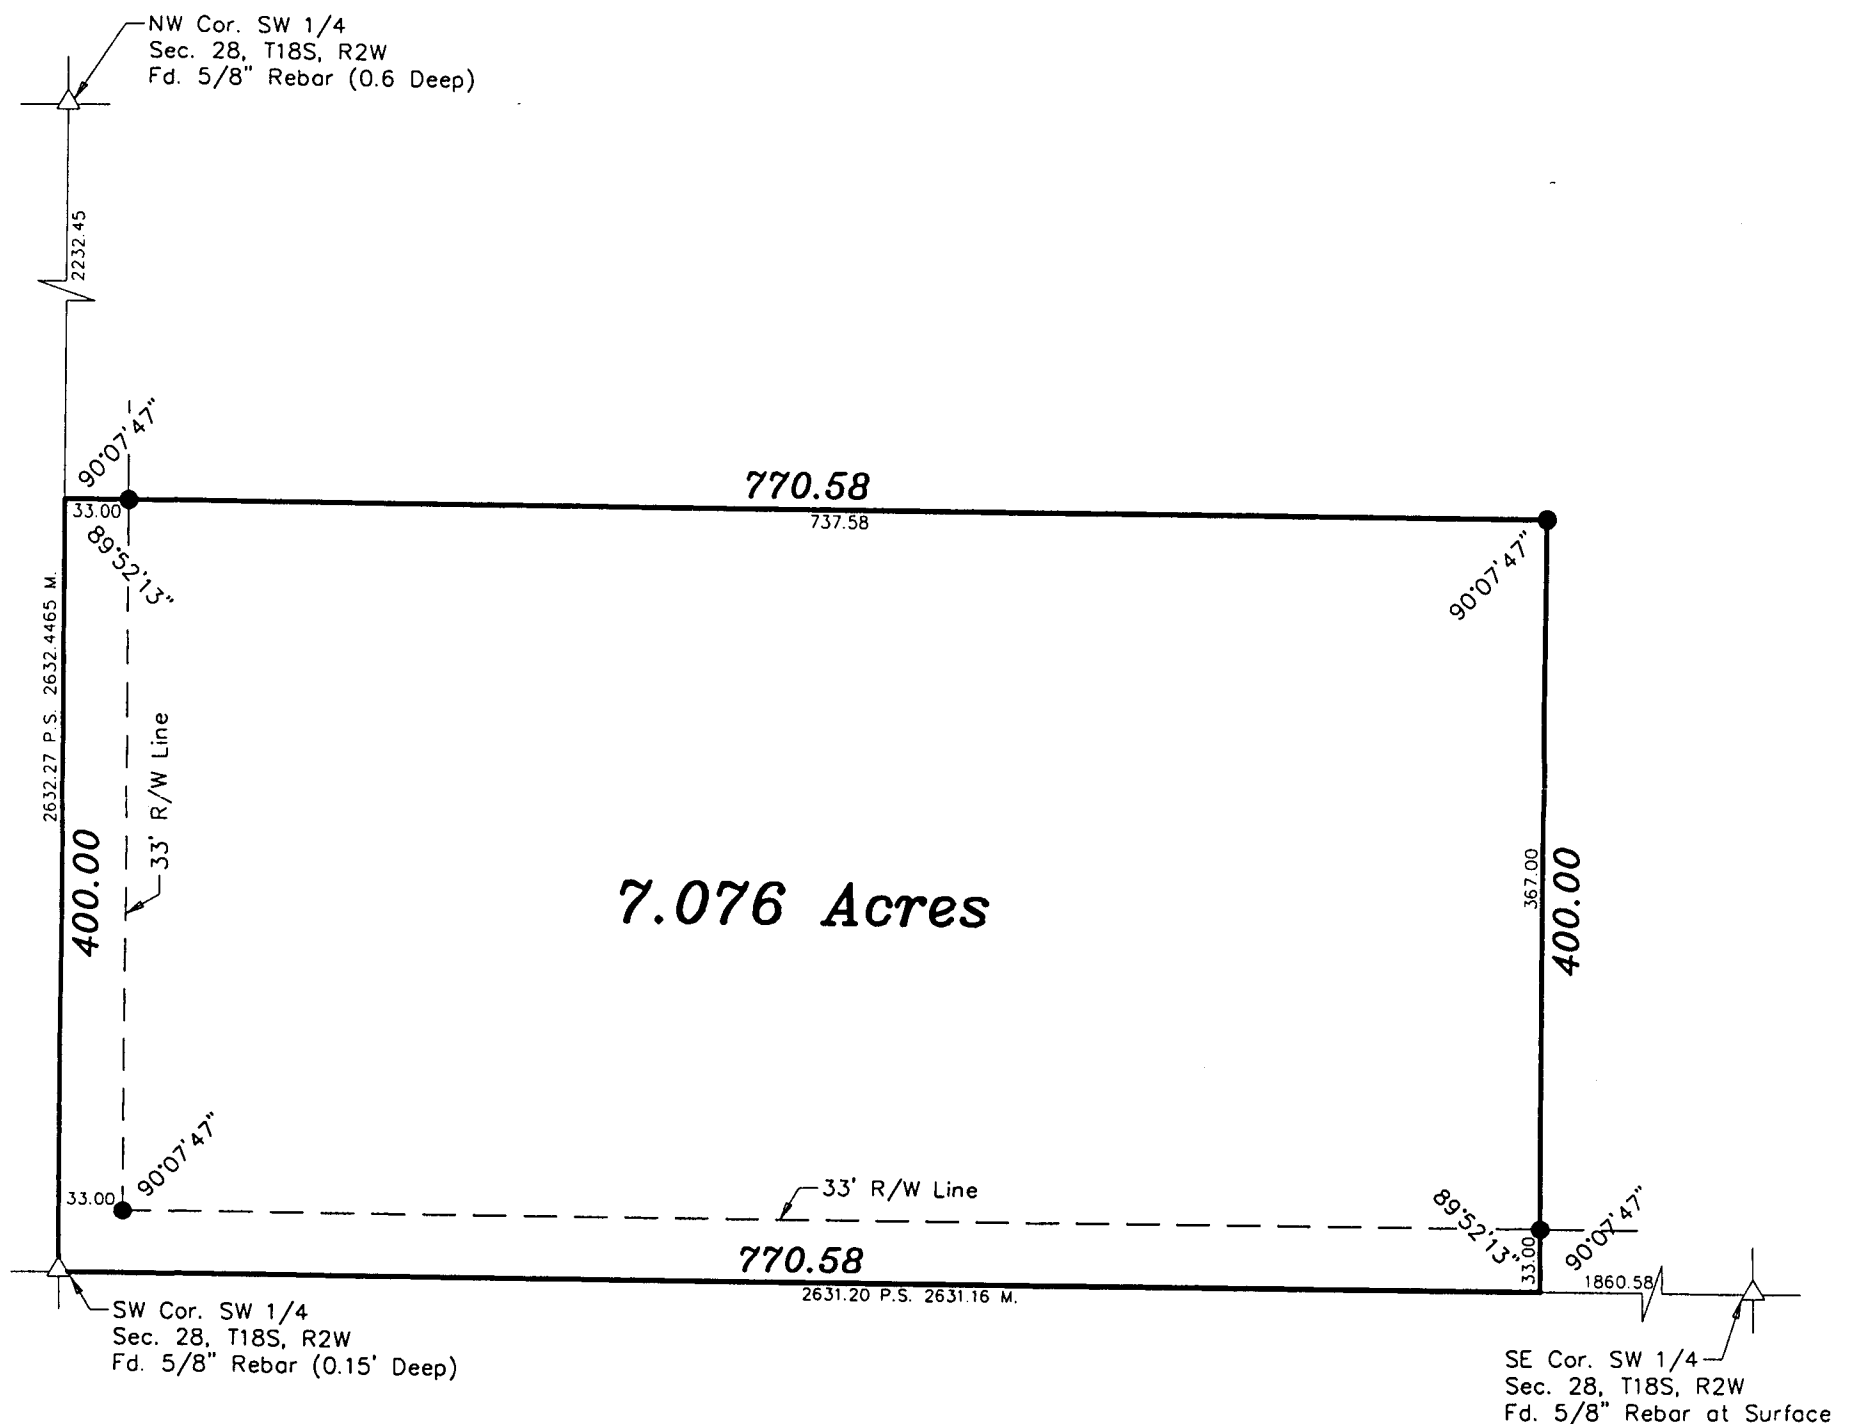 NW Cor. SW 1/4
Sec. 28, T18S, R2W
Fd. 5/8" Rebar (0.6 Deep)
2232.45
90°07'47"
33.00
89°52'13"
770.58
737.58
90°07'47"
2632.27 P.S. 2632.4465 M.
400.00
33' R/W Line
7.076 Acres
367.00
400.00
90°07'47"
33.00
33' R/W Line
89°52'13"
33.00
90°07'47"
770.58
2631.20 P.S. 2631.16 M.
1860.58
SW Cor. SW 1/4
Sec. 28, T18S, R2W
Fd. 5/8" Rebar (0.15' Deep)
SE Cor. SW 1/4
Sec. 28, T18S, R2W
Fd. 5/8" Rebar at Surface